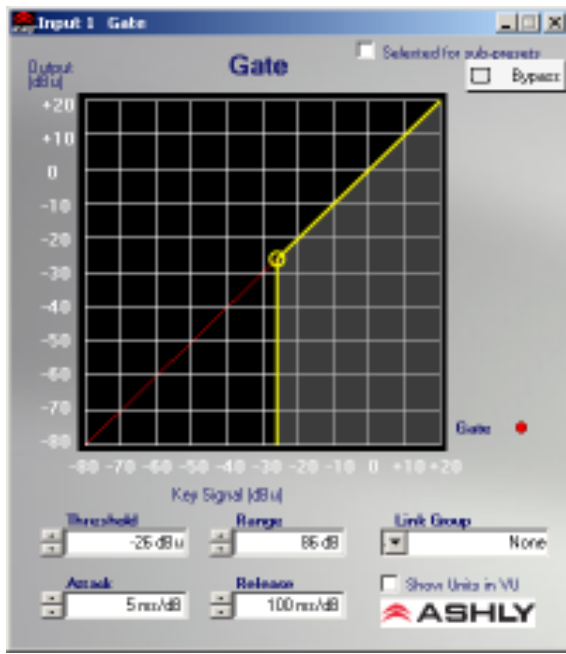 Input 1 Gate
Selected for sub-presets
Output
(dBu)
Gate
Bypass
+20
+10
0
-10
-20
-30
-40
-50
-60
-70
-80
Gate
-80 -70 -60 -50 -40 -30 -20 -10 0 +10 +20
Key Signal (dBu)
Threshold
Range
Link Group
-26 dBu
86 dB
None
Attack
Release
Show Units in VU
5 ms/dB
100 ms/dB
ASHLY